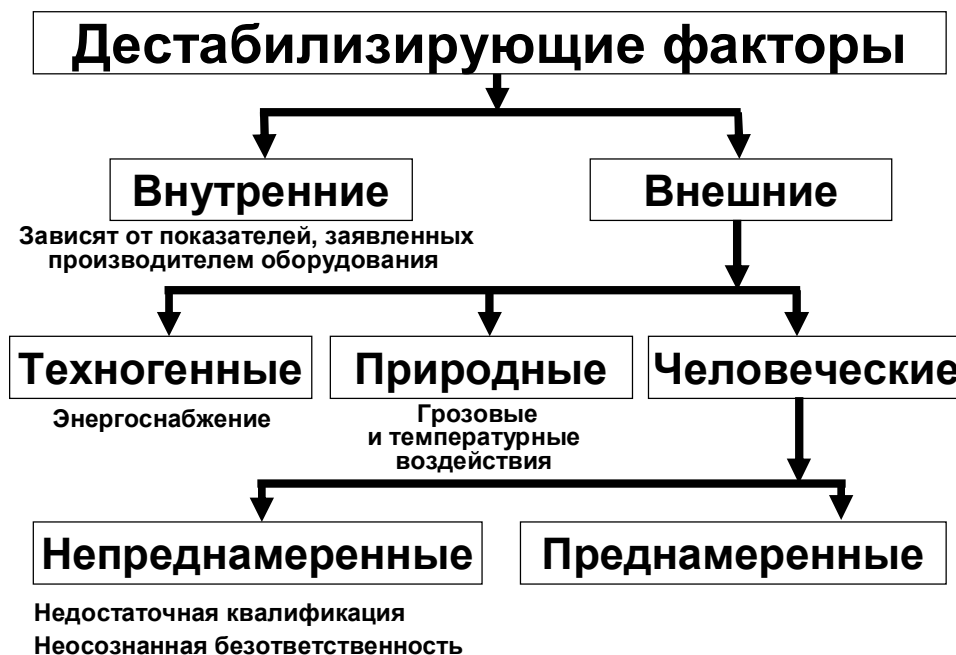 Дестабилизирующие факторы
Внутренние
Внешние
Зависят от показателей, заявленных
производителем оборудования
Техногенные
Природные
Человеческие
Энергоснабжение
Грозовые
и температурные
воздействия
Непреднамеренные
Преднамеренные
Недостаточная квалификация
Неосознанная безответственность